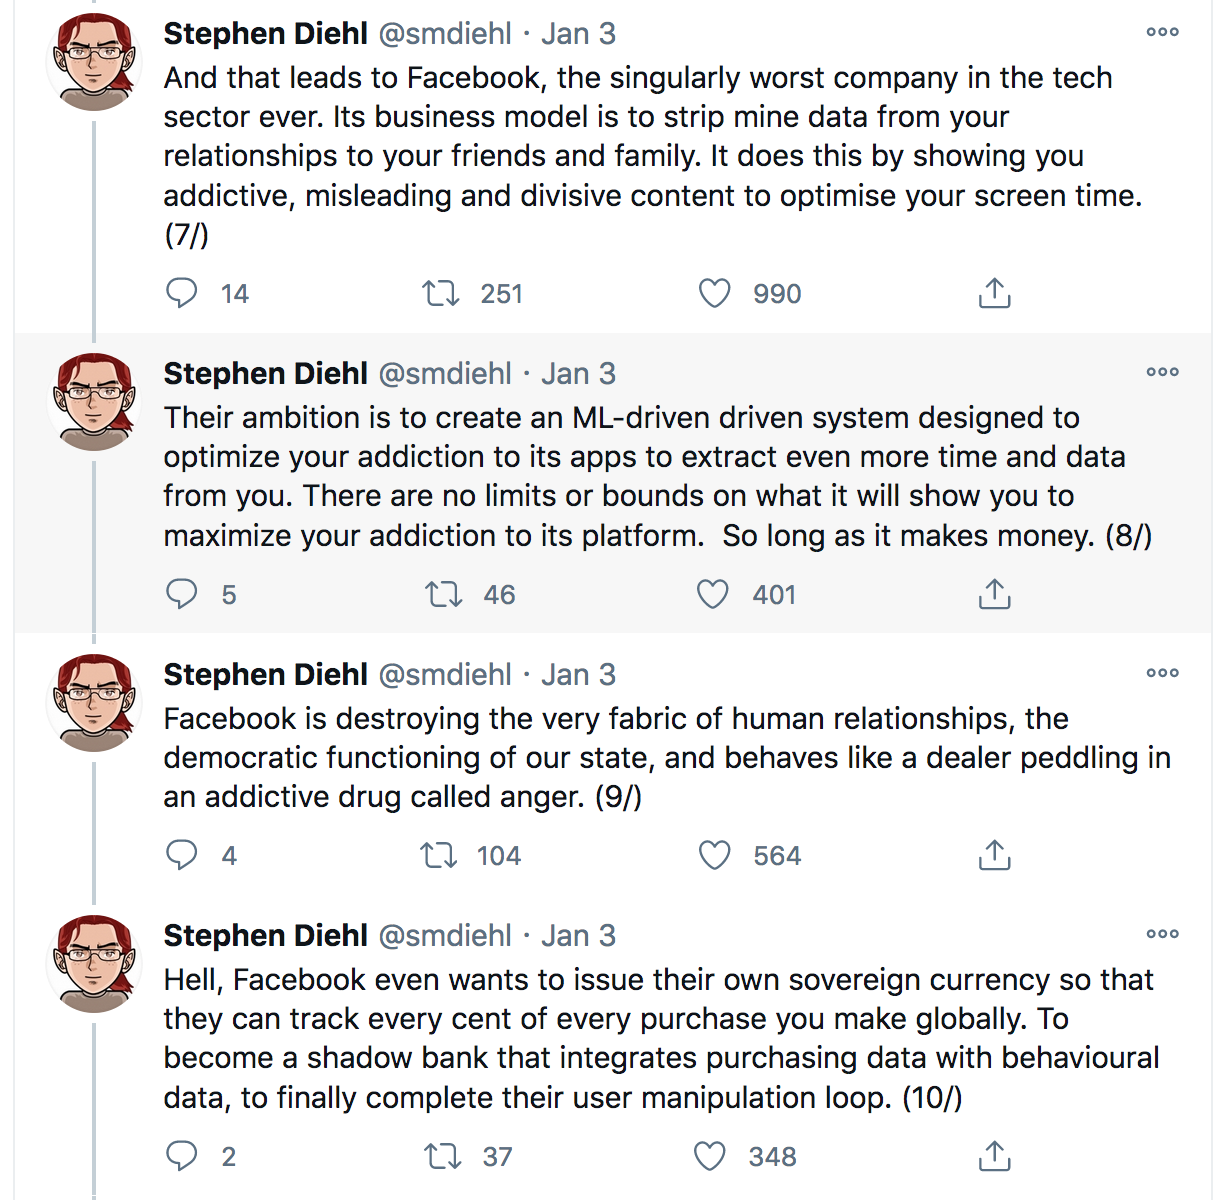 Stephen Diehl @smdiehl · Jan 3
And that leads to Facebook, the singularly worst company in the tech
sector ever. Its business model is to strip mine data from your
relationships to your friends and family. It does this by showing you
addictive, misleading and divisive content to optimise your screen time.
(7/)
14 251 990
Stephen Diehl @smdiehl · Jan 3
Their ambition is to create an ML-driven driven system designed to
optimize your addiction to its apps to extract even more time and data
from you. There are no limits or bounds on what it will show you to
maximize your addiction to its platform.  So long as it makes money. (8/)
5 46 401
Stephen Diehl @smdiehl · Jan 3
Facebook is destroying the very fabric of human relationships, the
democratic functioning of our state, and behaves like a dealer peddling in
an addictive drug called anger. (9/)
4 104 564
Stephen Diehl @smdiehl · Jan 3
Hell, Facebook even wants to issue their own sovereign currency so that
they can track every cent of every purchase you make globally. To
become a shadow bank that integrates purchasing data with behavioural
data, to finally complete their user manipulation loop. (10/)
2 37 348